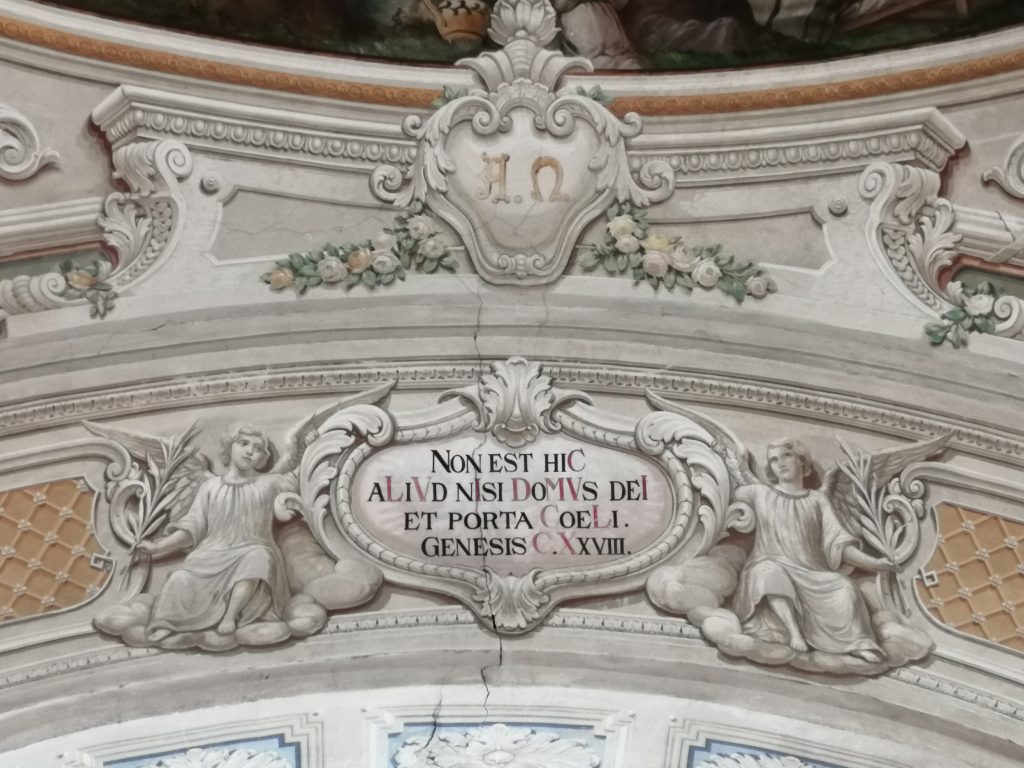 A. Ω
NON EST HIC
ALIVD NISI DOMVS DEI
ET PORTA COELI.
GENESIS C.XXVIII.